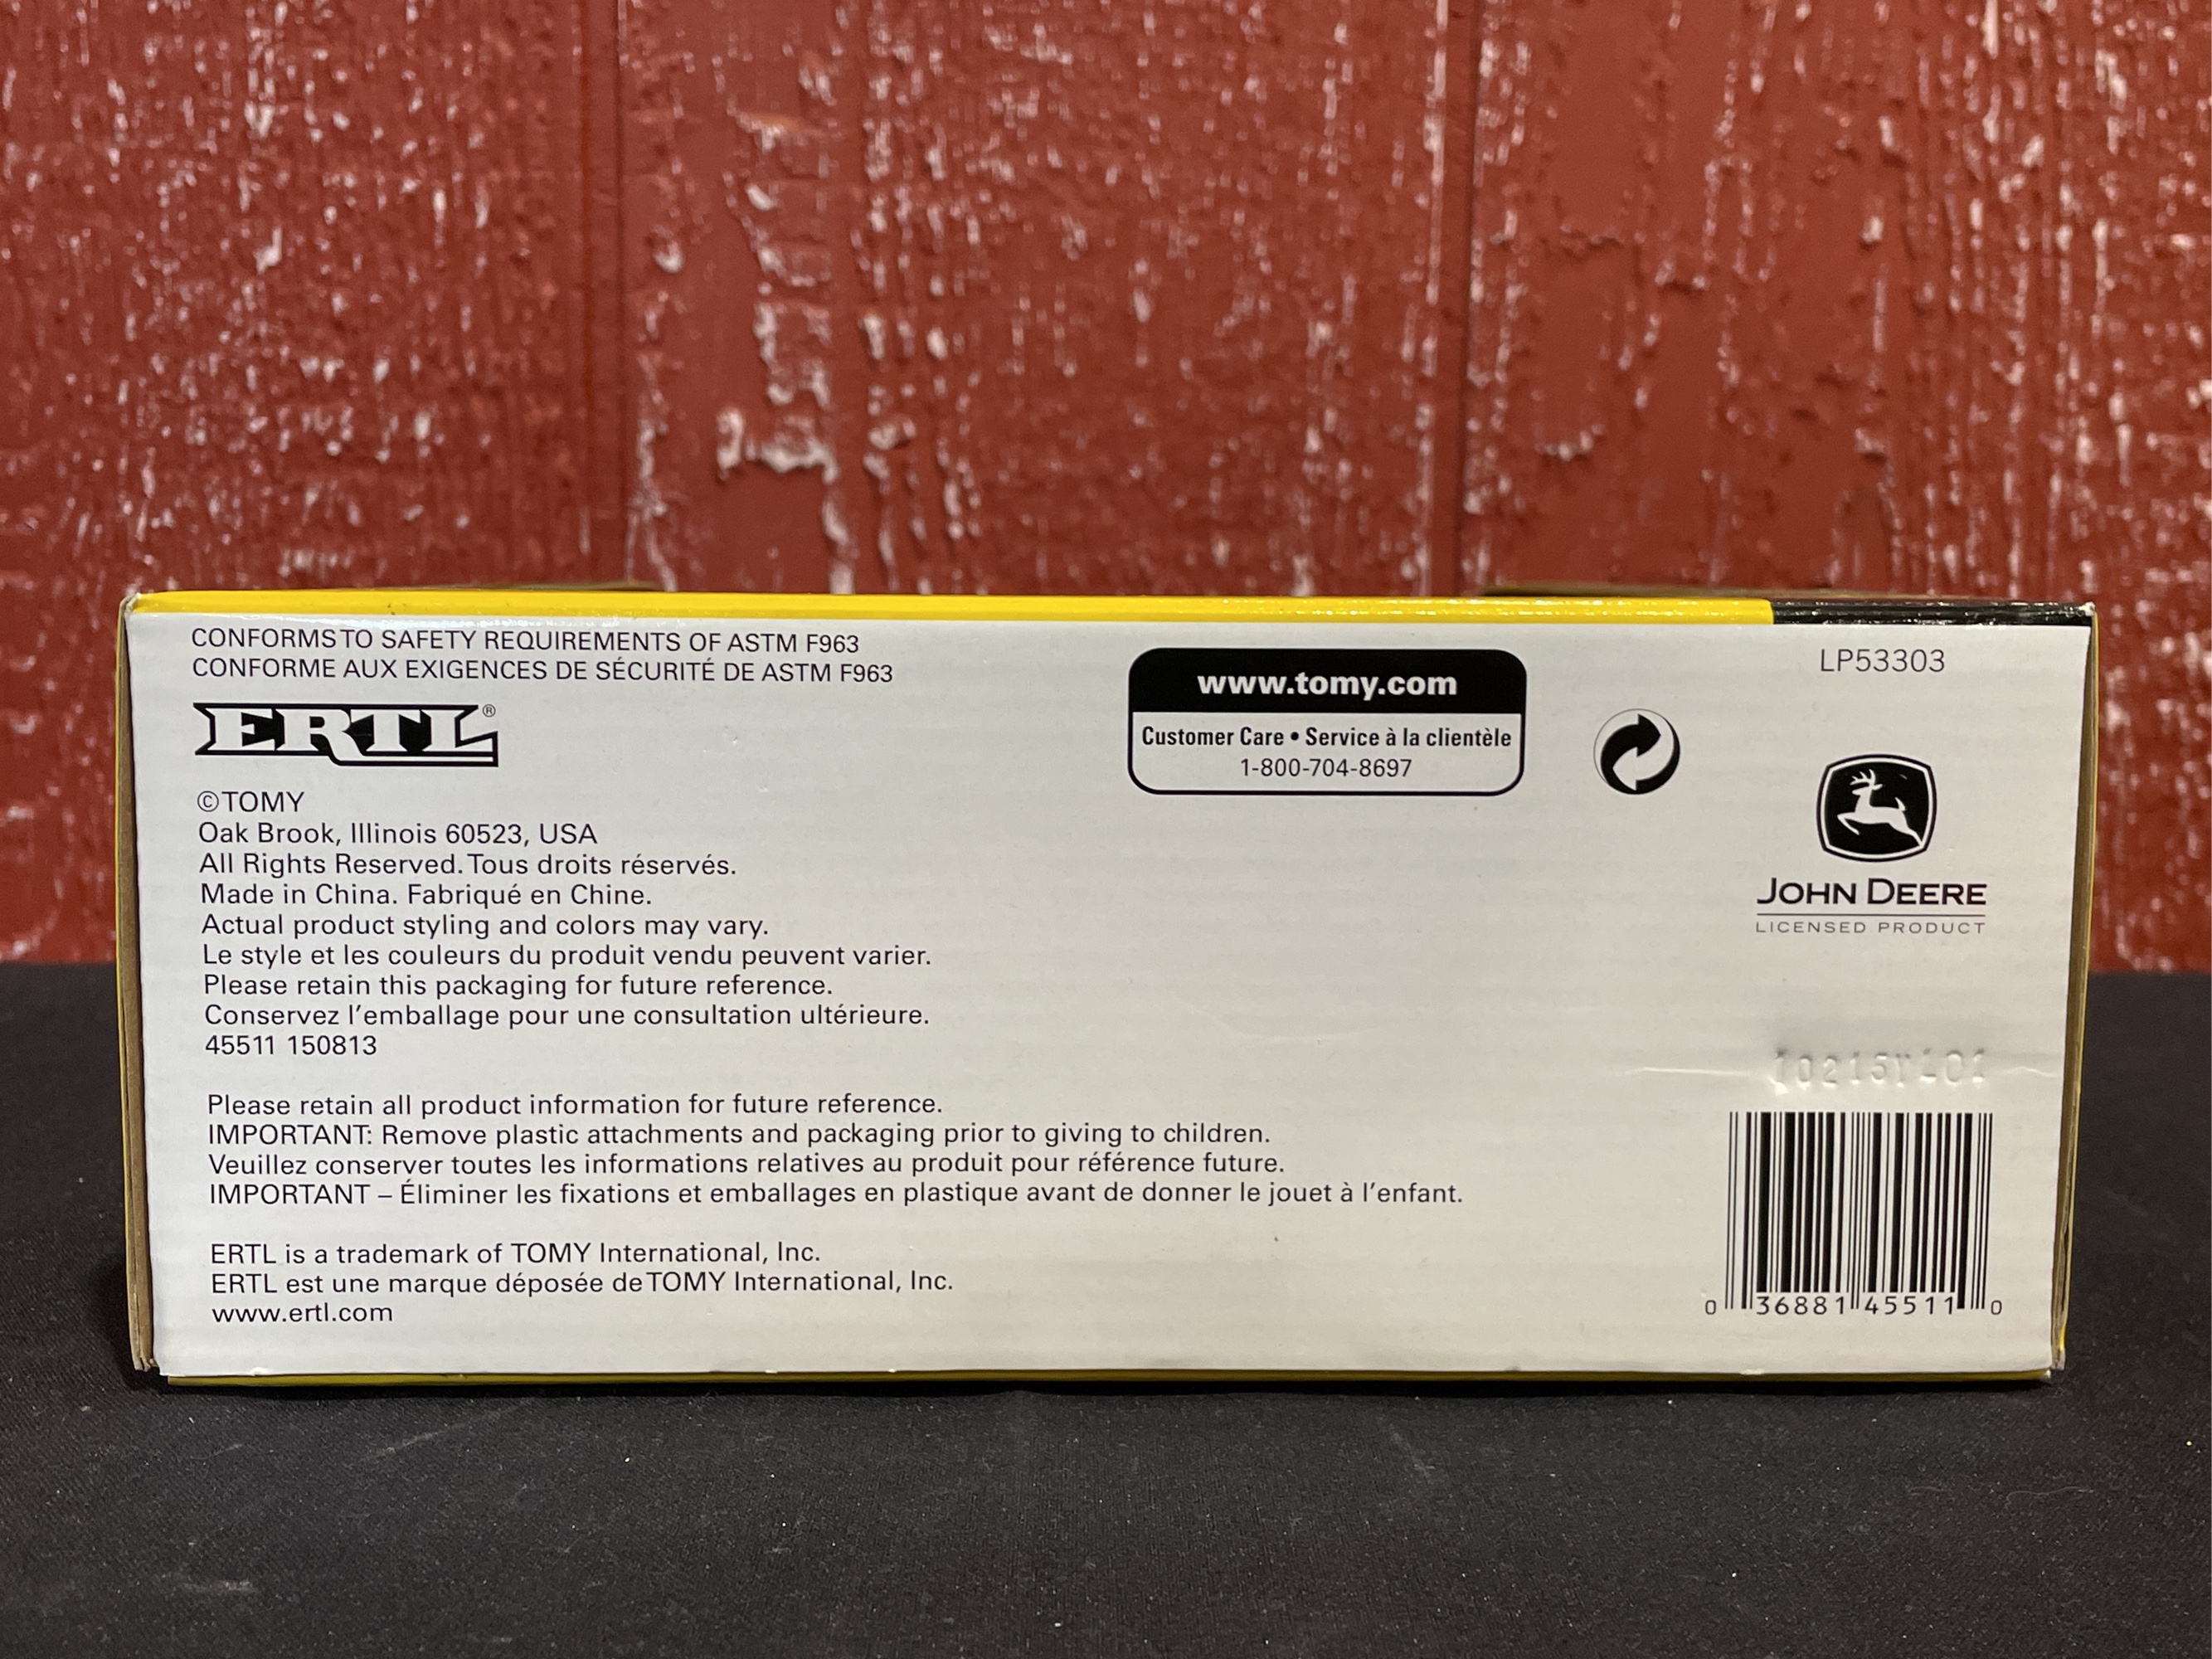 CONFORMS TO SAFETY REQUIREMENTS OF ASTM F963
CONFORME AUX EXIGENCES DE SÉCURITÉ DE ASTM F963
ERTL®
©TOMY
Oak Brook, Illinois 60523, USA
All Rights Reserved. Tous droits réservés.
Made in China. Fabriqué en Chine.
Actual product styling and colors may vary.
Le style et les couleurs du produit vendu peuvent varier.
Please retain this packaging for future reference.
Conservez l'emballage pour une consultation ultérieure.
45511 150813
Please retain all product information for future reference.
IMPORTANT: Remove plastic attachments and packaging prior to giving to children.
Veuillez conserver toutes les informations relatives au produit pour référence future.
IMPORTANT – Éliminer les fixations et emballages en plastique avant de donner le jouet à l'enfant.
ERTL is a trademark of TOMY International, Inc.
ERTL est une marque déposée de TOMY International, Inc.
www.ertl.com
www.tomy.com
Customer Care • Service à la clientèle
1-800-704-8697
LP53303
JOHN DEERE
LICENSED PRODUCT
0 36881 45511 0